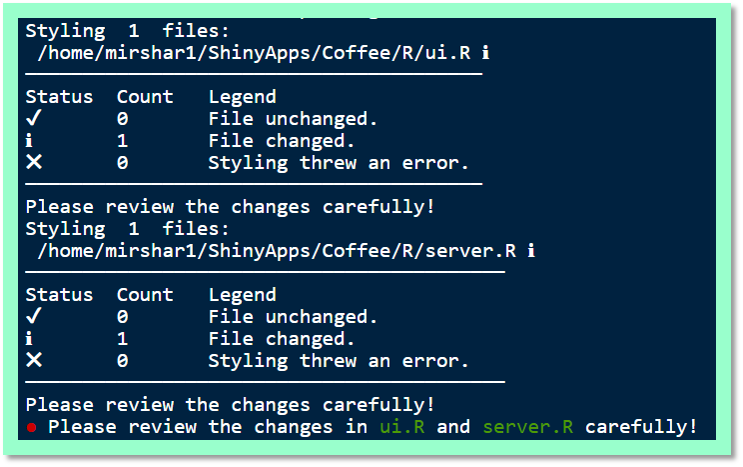 Styling  1  files:
 /home/mirshar1/ShinyApps/Coffee/R/ui.R ℹ
────────────────────────────────────────
Status  Count   Legend
✔       0       File unchanged.
ℹ       1       File changed.
✖       0       Styling threw an error.
────────────────────────────────────────
Please review the changes carefully!
Styling  1  files:
 /home/mirshar1/ShinyApps/Coffee/R/server.R ℹ
──────────────────────────────────────────
Status  Count   Legend
✔       0       File unchanged.
ℹ       1       File changed.
✖       0       Styling threw an error.
──────────────────────────────────────────
Please review the changes carefully!
• Please review the changes in ui.R and server.R carefully!